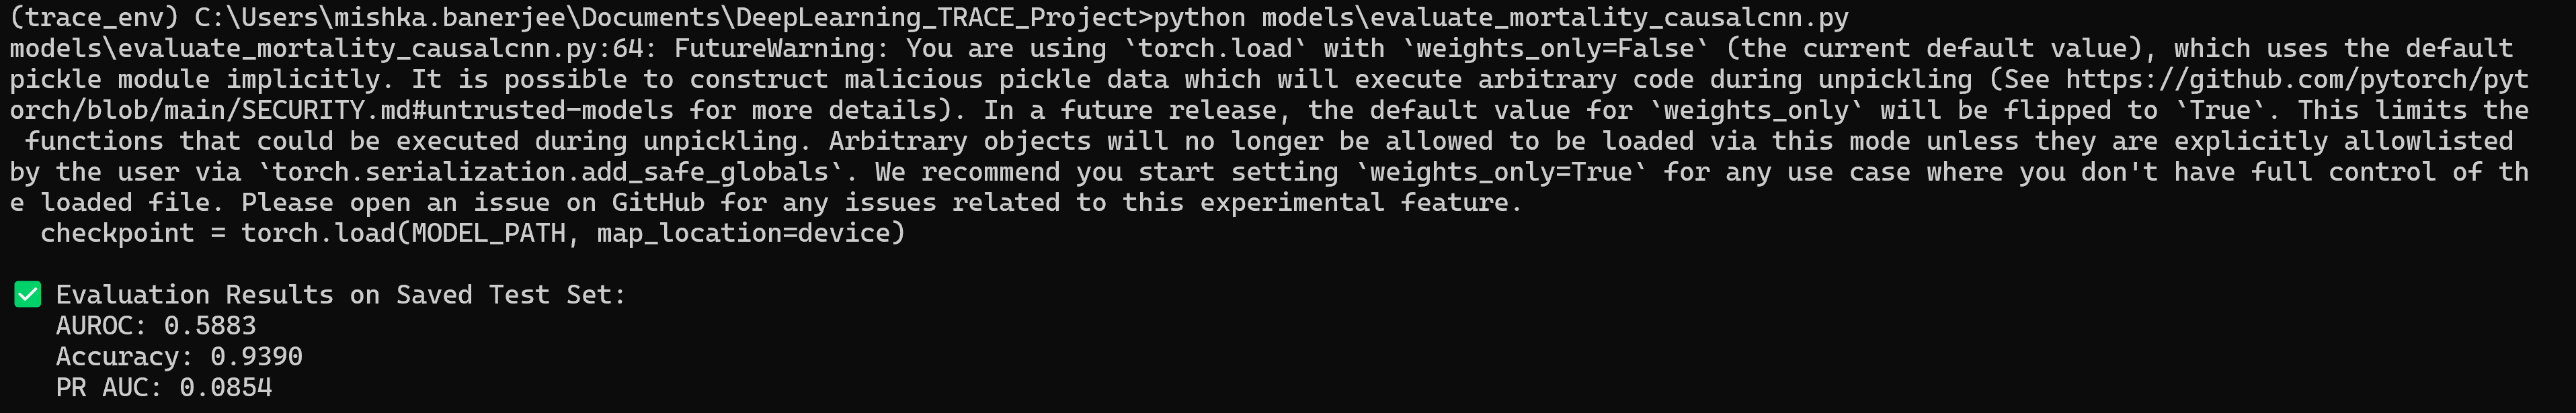 (trace_env) C:\Users\mishka.banerjee\Documents\DeepLearning_TRACE_Project>python models\evaluate_mortality_causalcnn.py
models\evaluate_mortality_causalcnn.py:64: FutureWarning: You are using `torch.load` with `weights_only=False` (the current default value), which uses the default
pickle module implicitly. It is possible to construct malicious pickle data which will execute arbitrary code during unpickling (See https://github.com/pytorch/pyt
orch/blob/main/SECURITY.md#untrusted-models for more details). In a future release, the default value for `weights_only` will be flipped to `True`. This limits the
 functions that could be executed during unpickling. Arbitrary objects will no longer be allowed to be loaded via this mode unless they are explicitly allowlisted
by the user via `torch.serialization.add_safe_globals`. We recommend you start setting `weights_only=True` for any use case where you don't have full control of th
e loaded file. Please open an issue on GitHub for any issues related to this experimental feature.
  checkpoint = torch.load(MODEL_PATH, map_location=device)
✅ Evaluation Results on Saved Test Set:
   AUROC: 0.5883
   Accuracy: 0.9390
   PR AUC: 0.0854